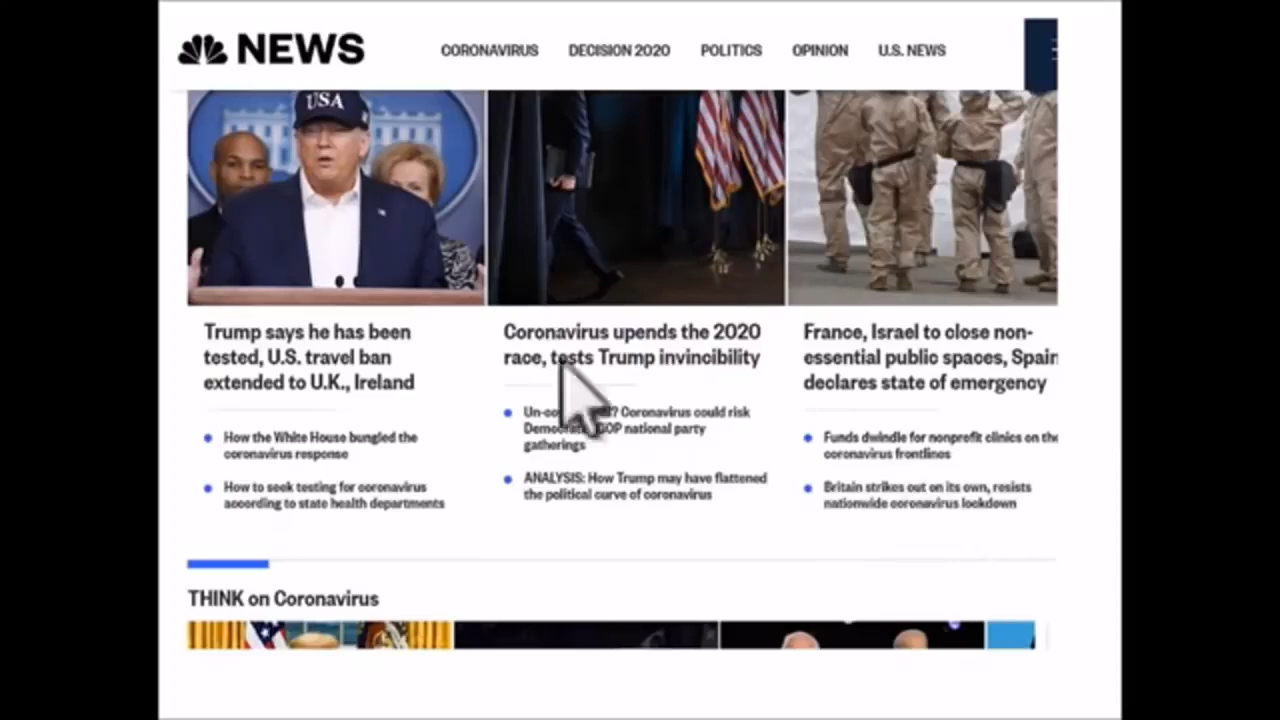 NEWS
CORONAVIRUS
DECISION 2020
POLITICS
OPINION
U.S. NEWS
USA
Trump says he has been
tested, U.S. travel ban
extended to U.K., Ireland
How the White House bungled the
coronavirus response
How to seek testing for coronavirus
according to state health departments
Coronavirus upends the 2020
race, tests Trump invincibility
Coronavirus could risk
GOP national party
gatherings
ANALYSIS: How Trump may have flattened
the political curve of coronavirus
France, Israel to close non-
essential public spaces, Spain
declares state of emergency
Funds dwindle for nonprofit clinics on the
coronavirus frontlines
Britain strikes out on its own, resists
nationwide coronavirus lockdown
THINK on Coronavirus